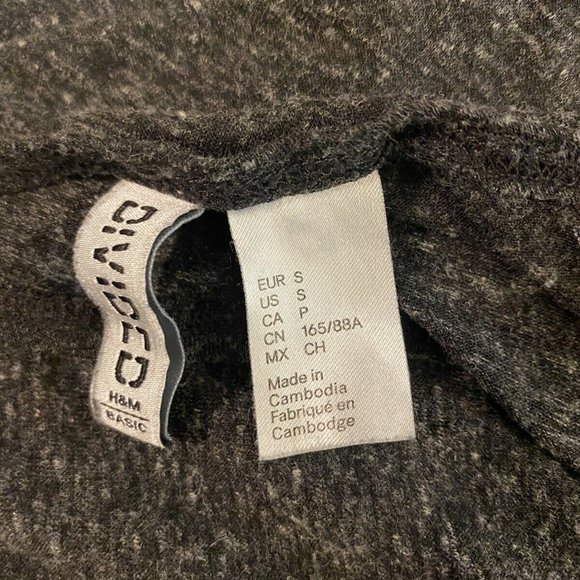 DIVIDED
H&M
BASIC
EUR S
US S
CA P
CN 165/88A
MX CH
Made in
Cambodia
Fabriqué en
Cambodge